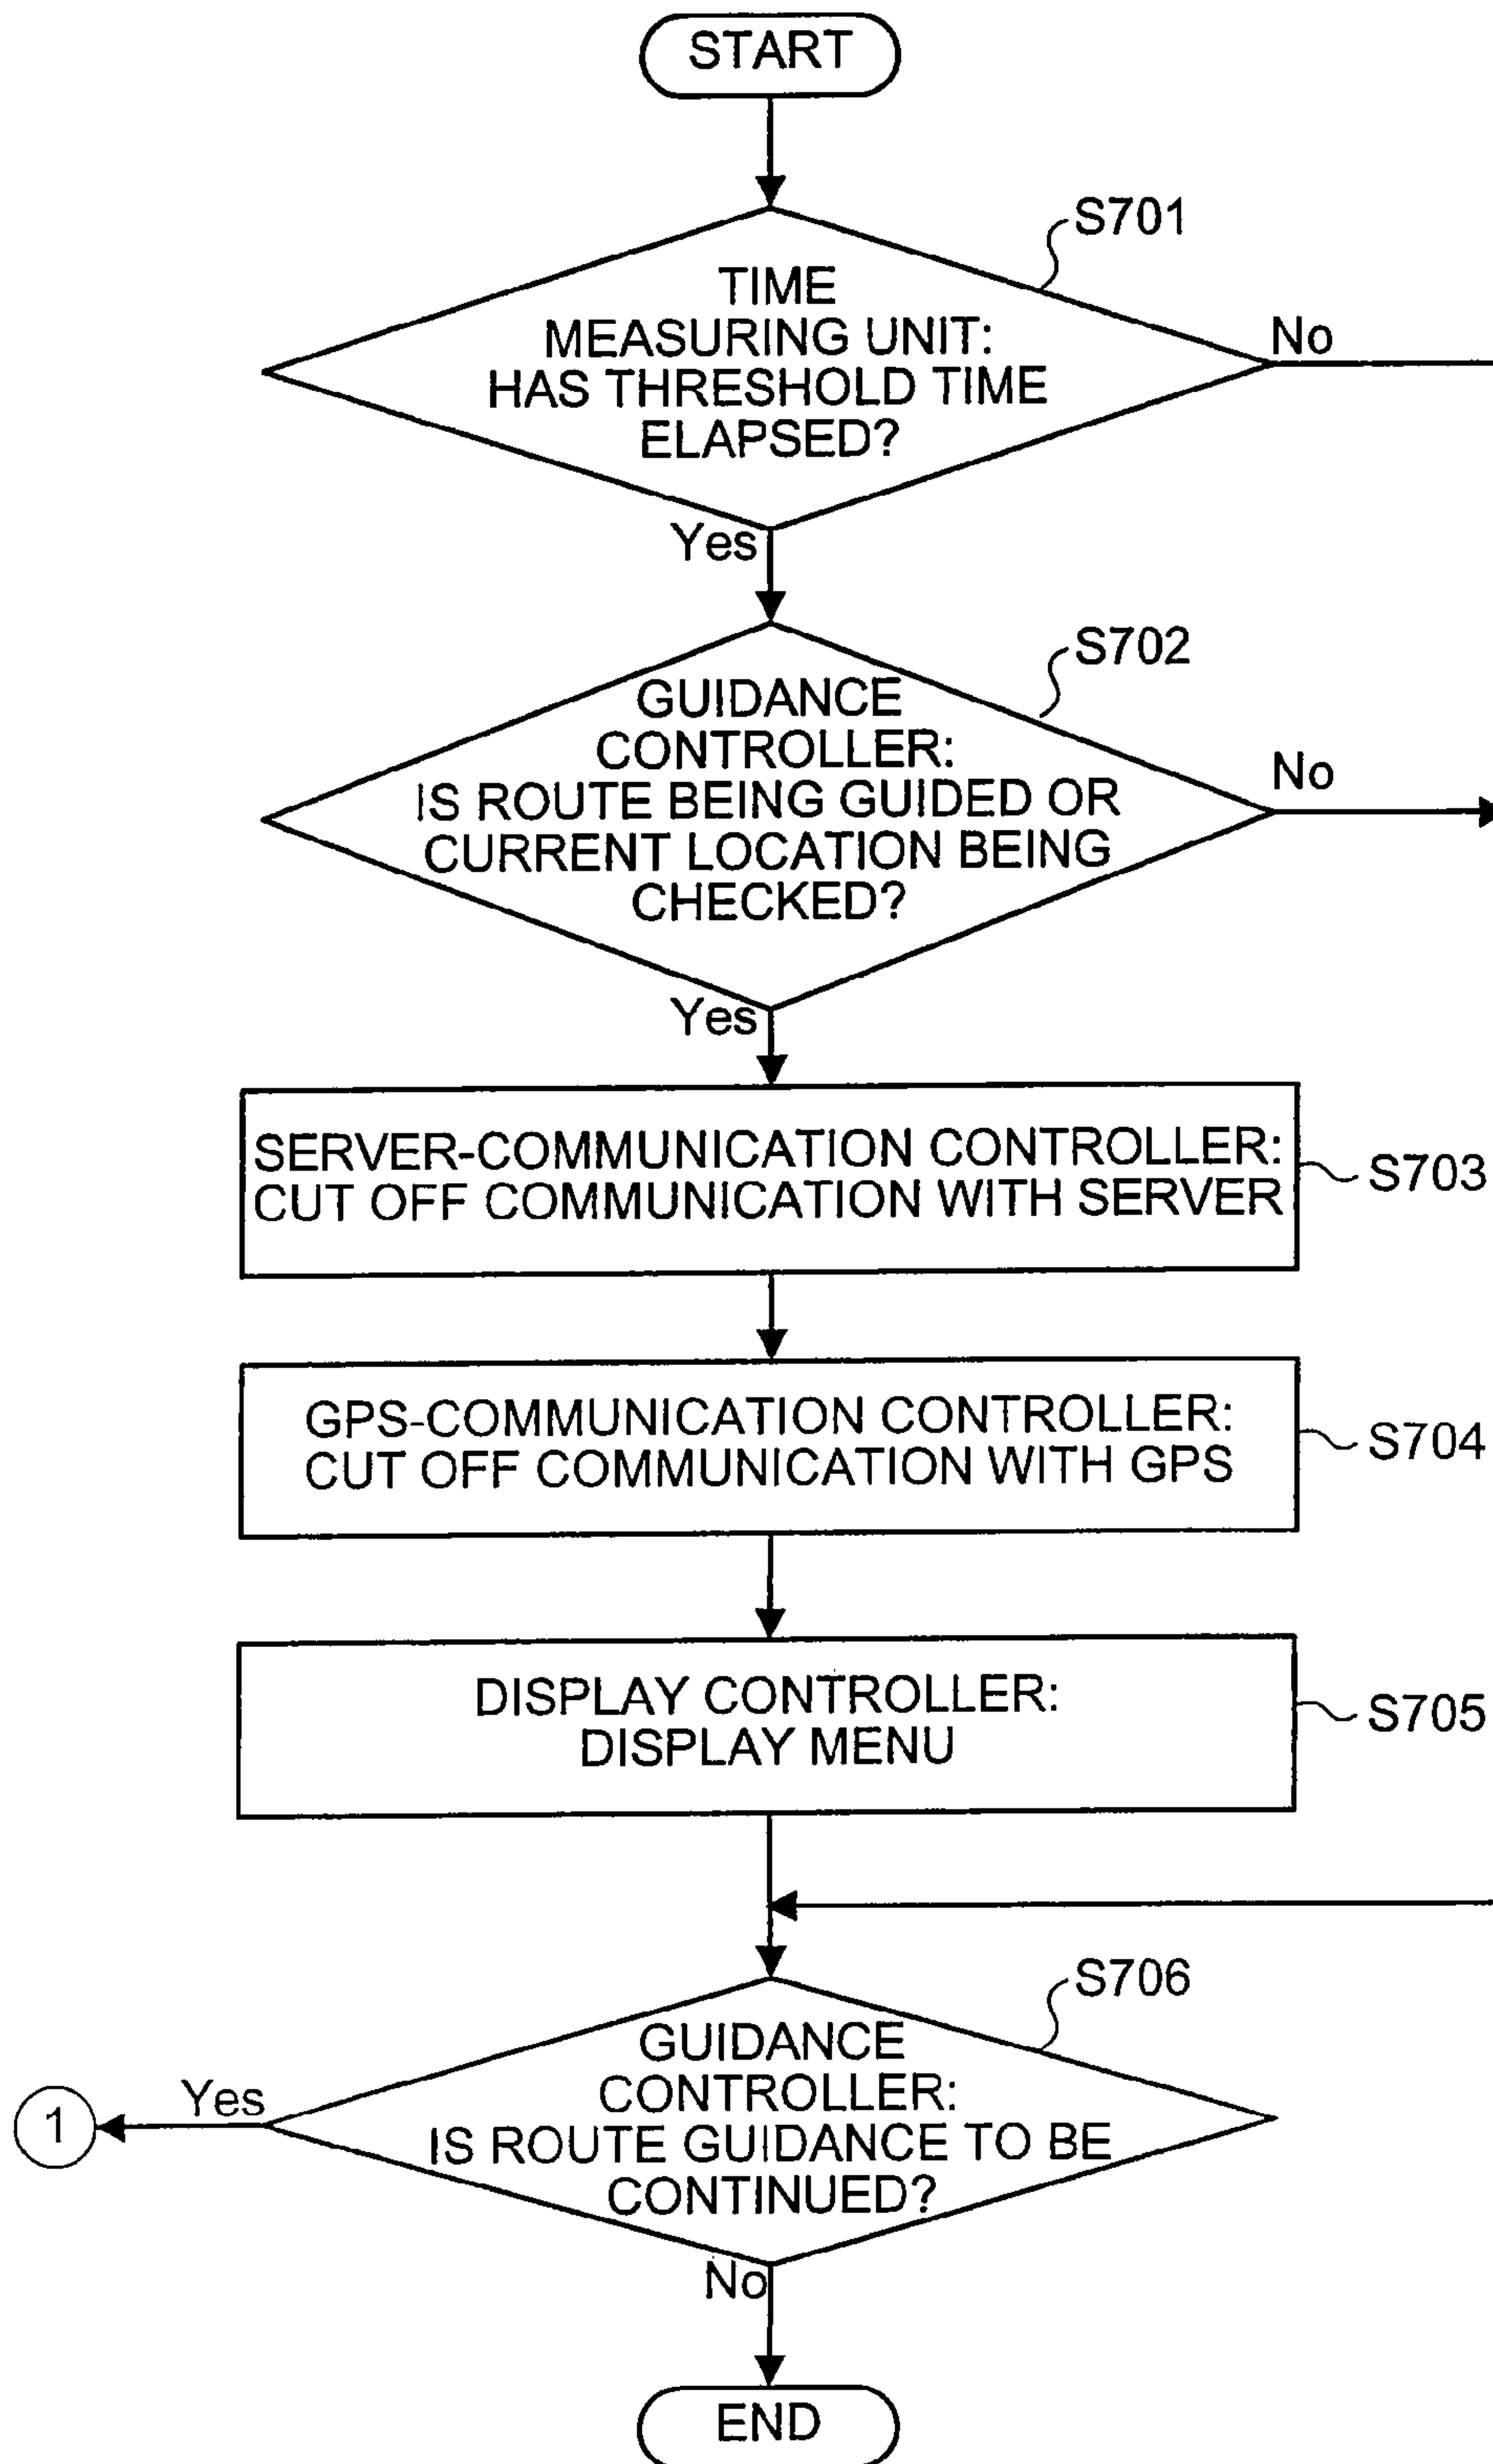 START
S701
TIME
MEASURING UNIT:
HAS THRESHOLD TIME
ELAPSED?
No
Yes
S702
GUIDANCE
CONTROLLER:
IS ROUTE BEING GUIDED OR
CURRENT LOCATION BEING
CHECKED?
No
Yes
SERVER-COMMUNICATION CONTROLLER:
CUT OFF COMMUNICATION WITH SERVER
S703
GPS-COMMUNICATION CONTROLLER:
CUT OFF COMMUNICATION WITH GPS
S704
DISPLAY CONTROLLER:
DISPLAY MENU
S705
S706
GUIDANCE
CONTROLLER:
IS ROUTE GUIDANCE TO BE
CONTINUED?
Yes
1
No
END